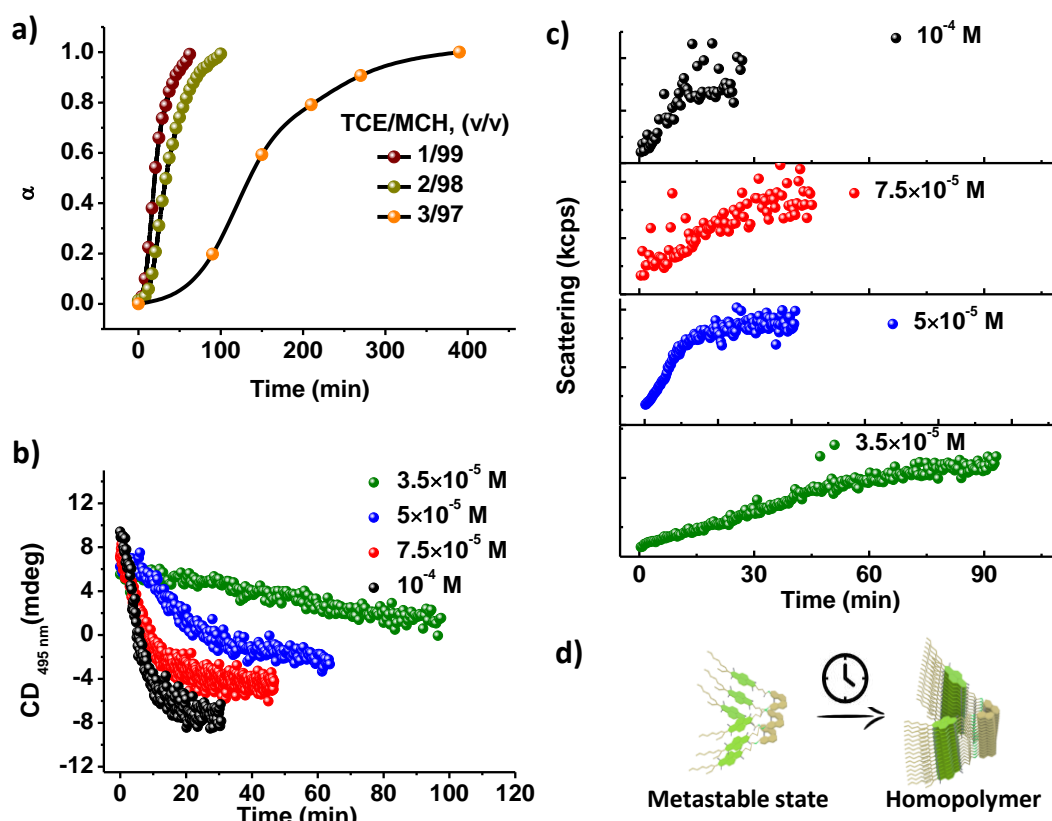 a)
α
1.0
0.8
0.6
0.4
0.2
0.0
TCE/MCH, (v/v)
1/99
2/98
3/97
0 100 200 300 400
Time (min)
b)
CD 495 nm (mdeg)
12
8
4
0
-4
-8
-12
3.5×10-5 M
5×10-5 M
7.5×10-5 M
10-4 M
0 20 40 60 80 100 120
Time (min)
c)
Scattering (kcps)
10-4 M
7.5×10-5 M
5×10-5 M
3.5×10-5 M
0 30 60 90
Time (min)
d)
Metastable state
Homopolymer